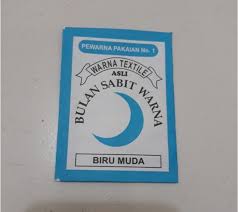 PEWARNA PAKAIAN No. 1
WARNA TEXTILE
ASLI
BULAN SABIT WARNA
BIRU MUDA